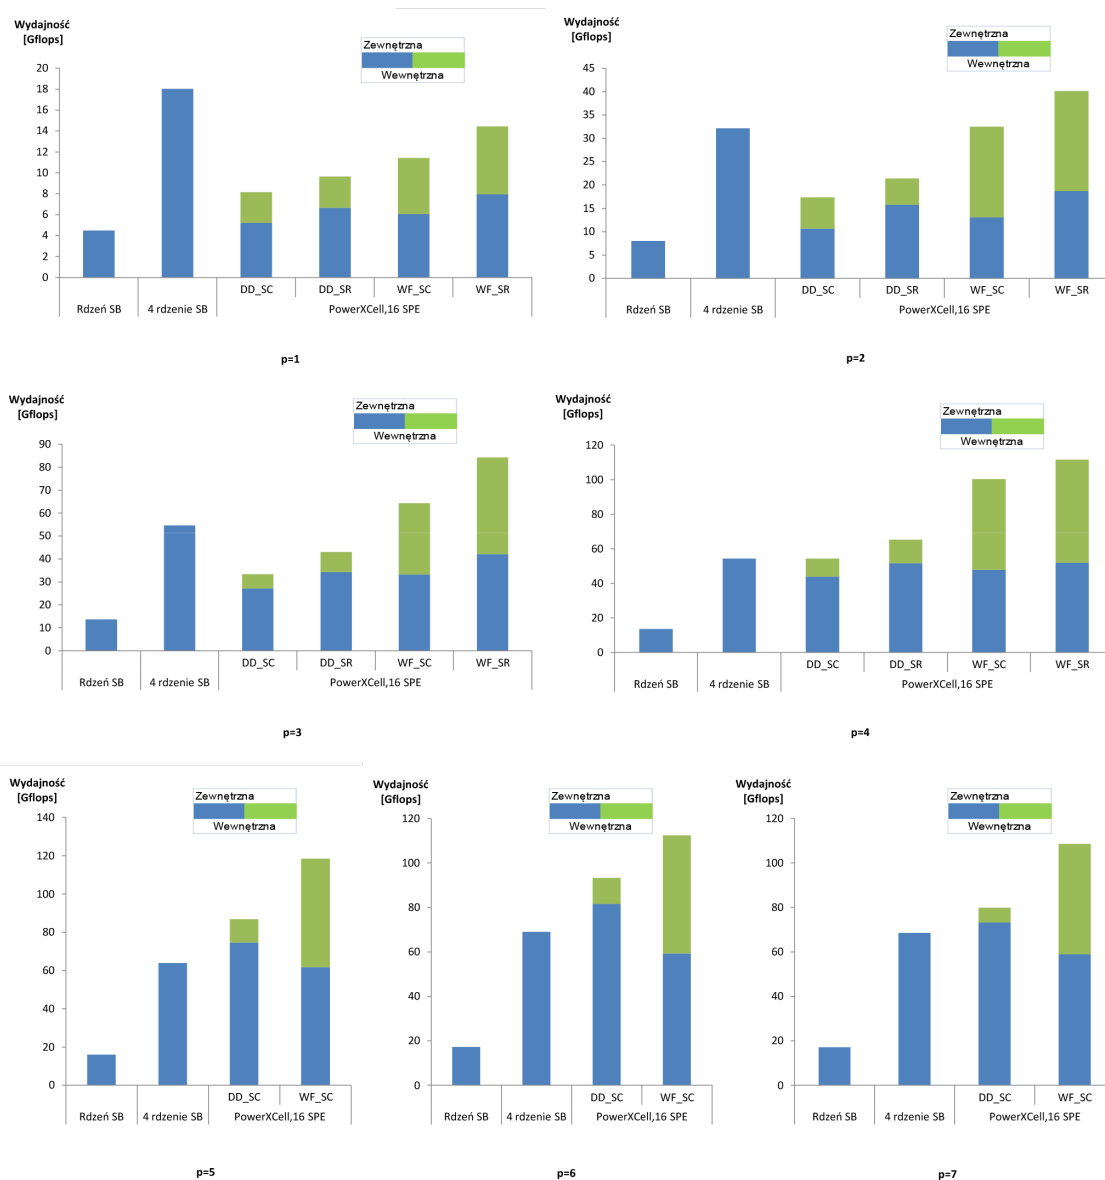 Wydajność
[Gflops]
Zewnętrzna
Wewnętrzna
20
18
16
14
12
10
8
6
4
2
0
DD_SC DD_SR WF_SC WF_SR
Rdzeń SB 4 rdzenie SB PowerXCell,16 SPE
p=1
Wydajność
[Gflops]
Zewnętrzna
Wewnętrzna
45
40
35
30
25
20
15
10
5
0
DD_SC DD_SR WF_SC WF_SR
Rdzeń SB 4 rdzenie SB PowerXCell,16 SPE
p=2
Wydajność
[Gflops]
Zewnętrzna
Wewnętrzna
90
80
70
60
50
40
30
20
10
0
DD_SC DD_SR WF_SC WF_SR
Rdzeń SB 4 rdzenie SB PowerXCell,16 SPE
p=3
Wydajność
[Gflops]
Zewnętrzna
Wewnętrzna
120
100
80
60
40
20
0
DD_SC DD_SR WF_SC WF_SR
Rdzeń SB 4 rdzenie SB PowerXCell,16 SPE
p=4
Wydajność
[Gflops]
Zewnętrzna
Wewnętrzna
140
120
100
80
60
40
20
0
DD_SC WF_SC
Rdzeń SB 4 rdzenie SB PowerXCell,16 SPE
p=5
Wydajność
[Gflops]
Zewnętrzna
Wewnętrzna
120
100
80
60
40
20
0
DD_SC WF_SC
Rdzeń SB 4 rdzenie SB PowerXCell,16 SPE
p=6
Wydajność
[Gflops]
Zewnętrzna
Wewnętrzna
120
100
80
60
40
20
0
DD_SC WF_SC
Rdzeń SB 4 rdzenie SB PowerXCell,16 SPE
p=7